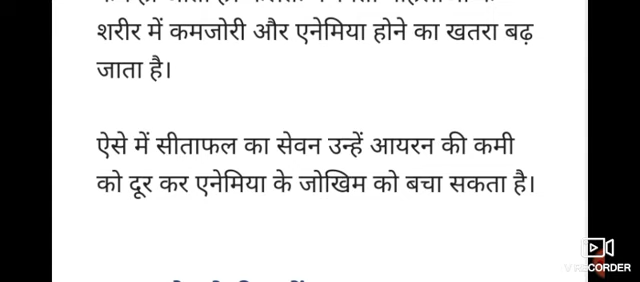 शरीर में कमजोरी और एनेमिया होने का खतरा बढ़
जाता है।
ऐसे में सीताफल का सेवन उन्हें आयरन की कमी
को दूर कर एनेमिया के जोखिम को बचा सकता है।
V RECORDER